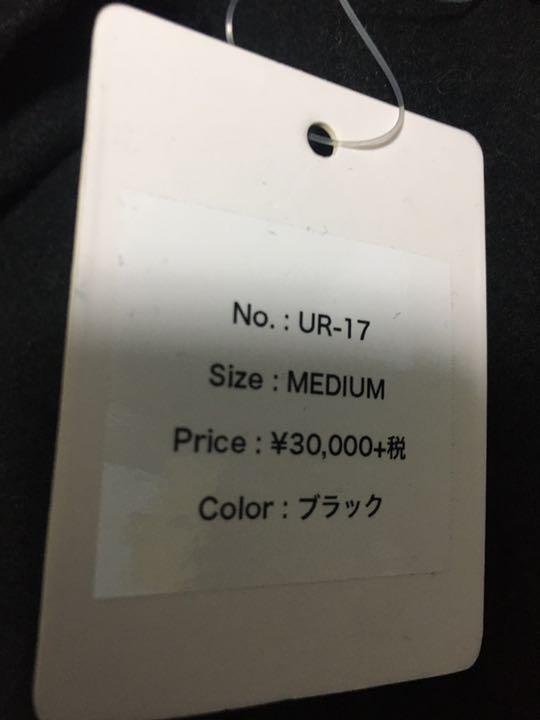 No. : UR-17
Size : MEDIUM
Price : ¥30,000+税
Color : ブラック